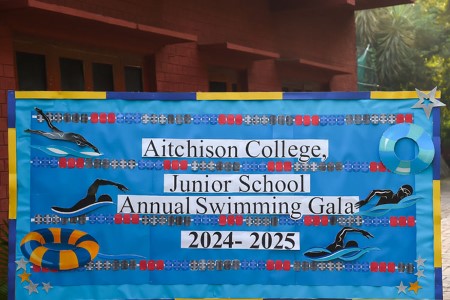 Aitchison College,
Junior School
Annual Swimming Gala
2024- 2025